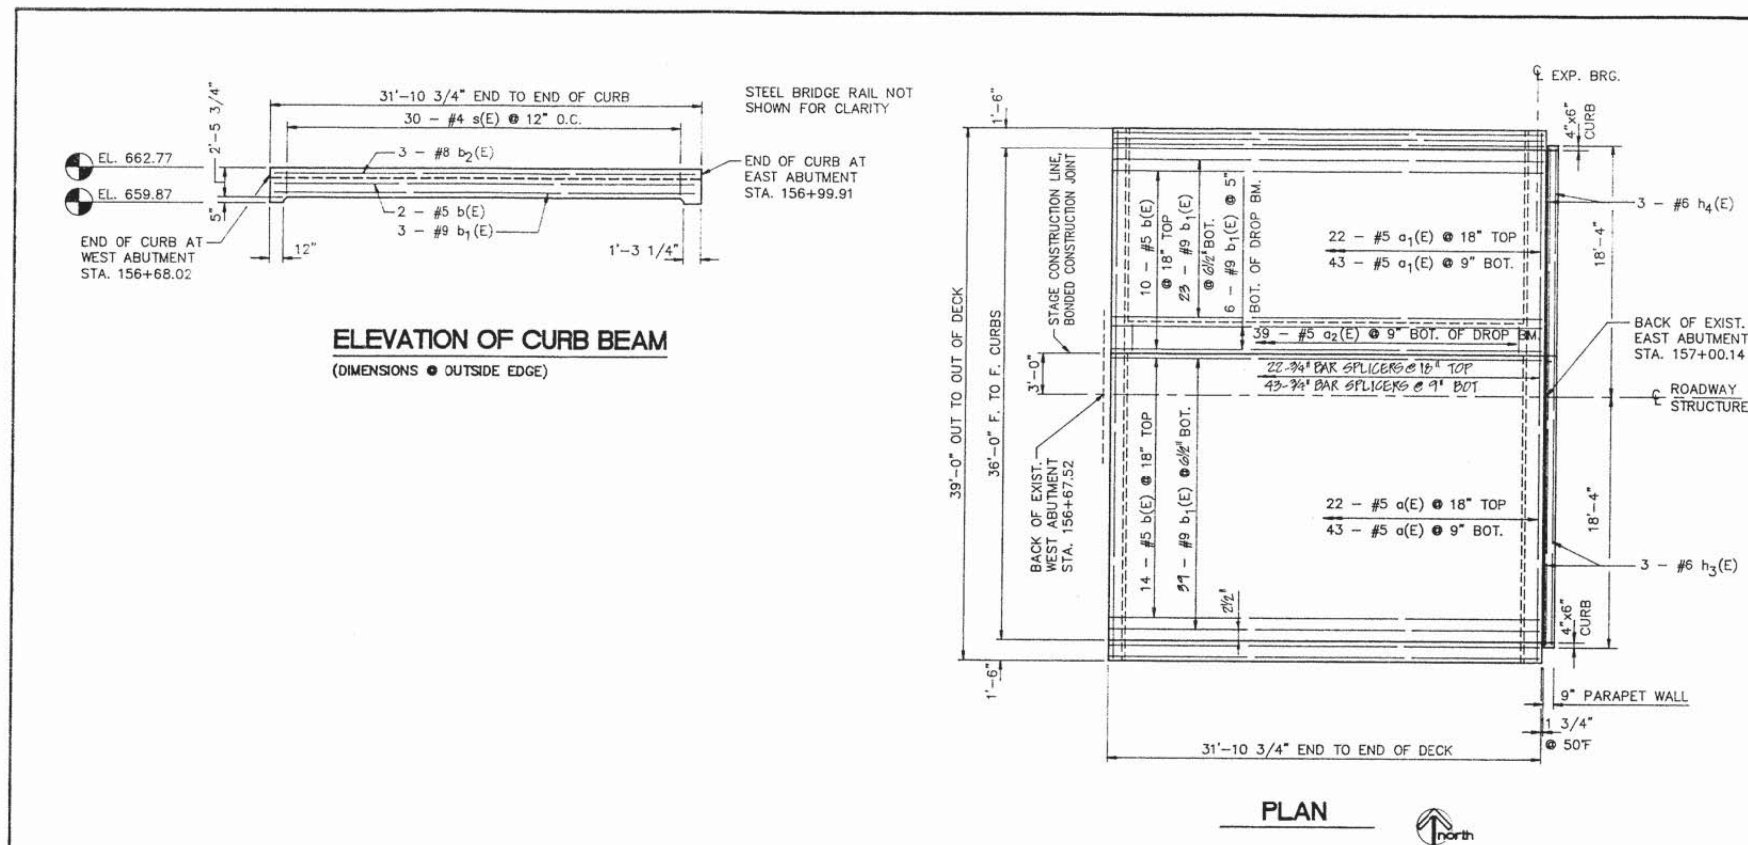 31'-10 3/4" END TO END OF CURB
30 - #4 s(E) @ 12" O.C.
2'-5 3/4"
STEEL BRIDGE RAIL NOT
SHOWN FOR CLARITY
EL. 662.77
3 - #8 b2(E)
END OF CURB AT
EAST ABUTMENT
STA. 156+99.91
EL. 659.87
5"
2 - #5 b(E)
3 - #9 b1(E)
END OF CURB AT
WEST ABUTMENT
STA. 156+68.02
12"
1'-3 1/4"
ELEVATION OF CURB BEAM
(DIMENSIONS @ OUTSIDE EDGE)
℄ EXP. BRG.
1'-6"
4"x6"
CURB
39'-0" OUT TO OUT OF DECK
36'-0" F. TO F. CURBS
STAGE CONSTRUCTION LINE,
BONDED CONSTRUCTION JOINT
10 - #5 b(E)
@ 18" TOP
23 - #9 b1(E)
@ 6½" BOT.
6 - #9 b1(E) @ 5"
BOT. OF DROP BM.
22 - #5 a1(E) @ 18" TOP
43 - #5 a1(E) @ 9" BOT.
3 - #6 h4(E)
18'-4"
39 - #5 a2(E) @ 9" BOT. OF DROP BM.
BACK OF EXIST.
EAST ABUTMENT
STA. 157+00.14
22-¾" BAR SPLICERS @ 18" TOP
43-¾" BAR SPLICERS @ 9" BOT
3'-0"
℄ ROADWAY
STRUCTURE
BACK OF EXIST.
WEST ABUTMENT
STA. 156+67.52
14 - #5 b(E) @ 18" TOP
39 - #9 b1(E) @ 6½" BOT.
2½"
22 - #5 a(E) @ 18" TOP
43 - #5 a(E) @ 9" BOT.
18'-4"
3 - #6 h3(E)
4"x6"
CURB
1'-6"
9" PARAPET WALL
1 3/4"
@ 50°F
31'-10 3/4" END TO END OF DECK
PLAN
north